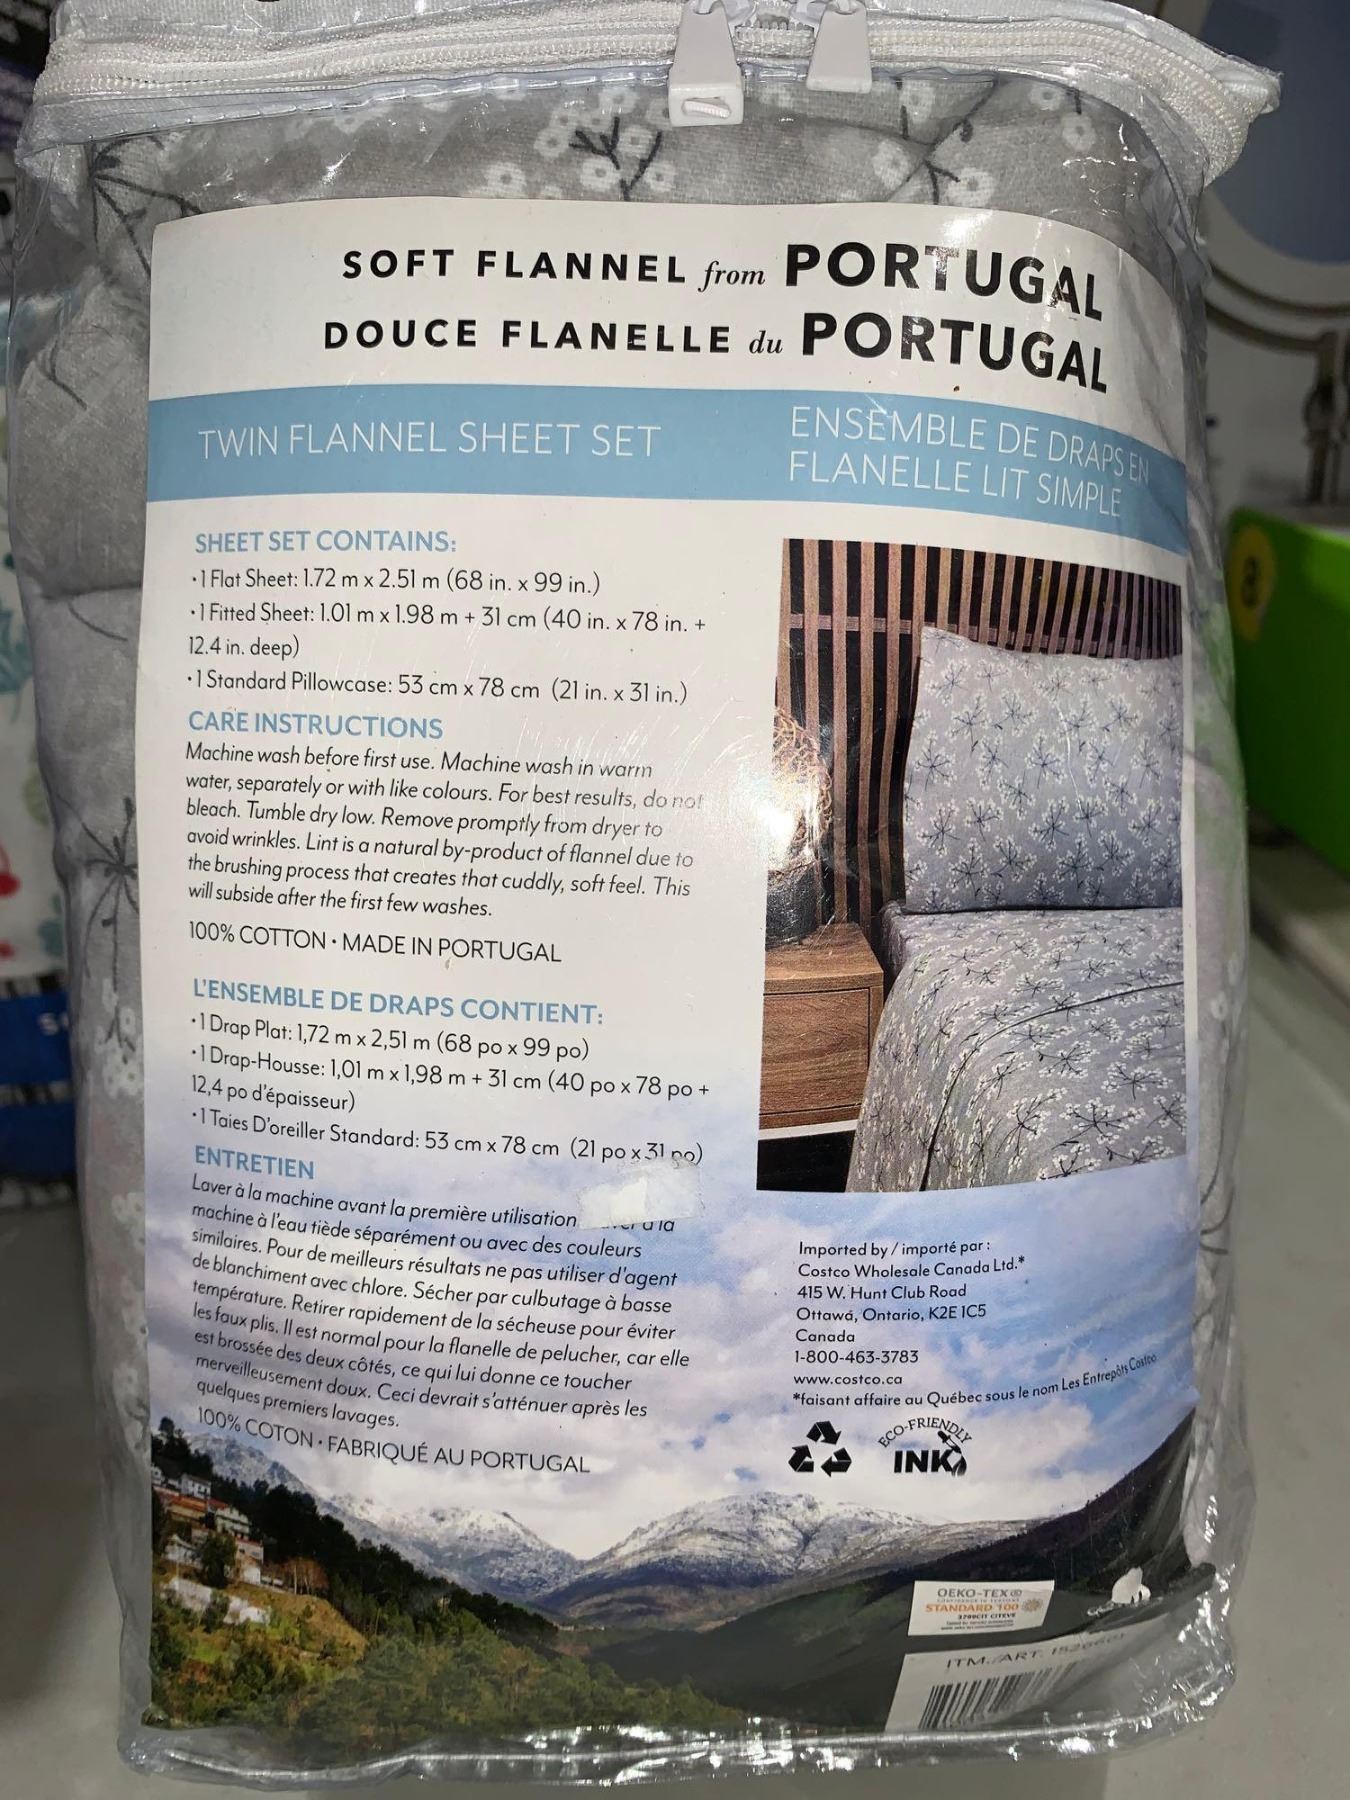 SOFT FLANNEL from PORTUGAL
DOUCE FLANELLE du PORTUGAL
TWIN FLANNEL SHEET SET
ENSEMBLE DE DRAPS EN
FLANELLE LIT SIMPLE
SHEET SET CONTAINS:
•1 Flat Sheet: 1.72 m x 2.51 m (68 in. x 99 in.)
•1 Fitted Sheet: 1.01 m x 1.98 m + 31 cm (40 in. x 78 in. +
12.4 in. deep)
•1 Standard Pillowcase: 53 cm x 78 cm (21 in. x 31 in.)
CARE INSTRUCTIONS
Machine wash before first use. Machine wash in warm
water, separately or with like colours. For best results, do not
bleach. Tumble dry low. Remove promptly from dryer to
avoid wrinkles. Lint is a natural by-product of flannel due to
the brushing process that creates that cuddly, soft feel. This
will subside after the first few washes.
100% COTTON • MADE IN PORTUGAL
L'ENSEMBLE DE DRAPS CONTIENT:
•1 Drap Plat: 1,72 m x 2,51 m (68 po x 99 po)
•1 Drap-Housse: 1,01 m x 1,98 m + 31 cm (40 po x 78 po +
12,4 po d'épaisseur)
•1 Taies D'oreiller Standard: 53 cm x 78 cm (21 po x 31 po)
ENTRETIEN
Laver à la machine avant la première utilisation à la
machine à l'eau tiède séparément ou avec des couleurs
similaires. Pour de meilleurs résultats ne pas utiliser d'agent
de blanchiment avec chlore. Sécher par culbutage à basse
température. Retirer rapidement de la sécheuse pour éviter
les faux plis. Il est normal pour la flanelle de pelucher, car elle
est brossée des deux côtés, ce qui lui donne ce toucher
merveilleusement doux. Ceci devrait s'atténuer après les
quelques premiers lavages.
100% COTON • FABRIQUÉ AU PORTUGAL
Imported by / importé par :
Costco Wholesale Canada Ltd.*
415 W. Hunt Club Road
Ottawa, Ontario, K2E 1C5
Canada
1-800-463-3783
www.costco.ca
*faisant affaire au Québec sous le nom Les Entrepôts Costco
ECO-FRIENDLY
INK
OEKO-TEX®
STANDARD 100
CITEVE
ITM./ART.